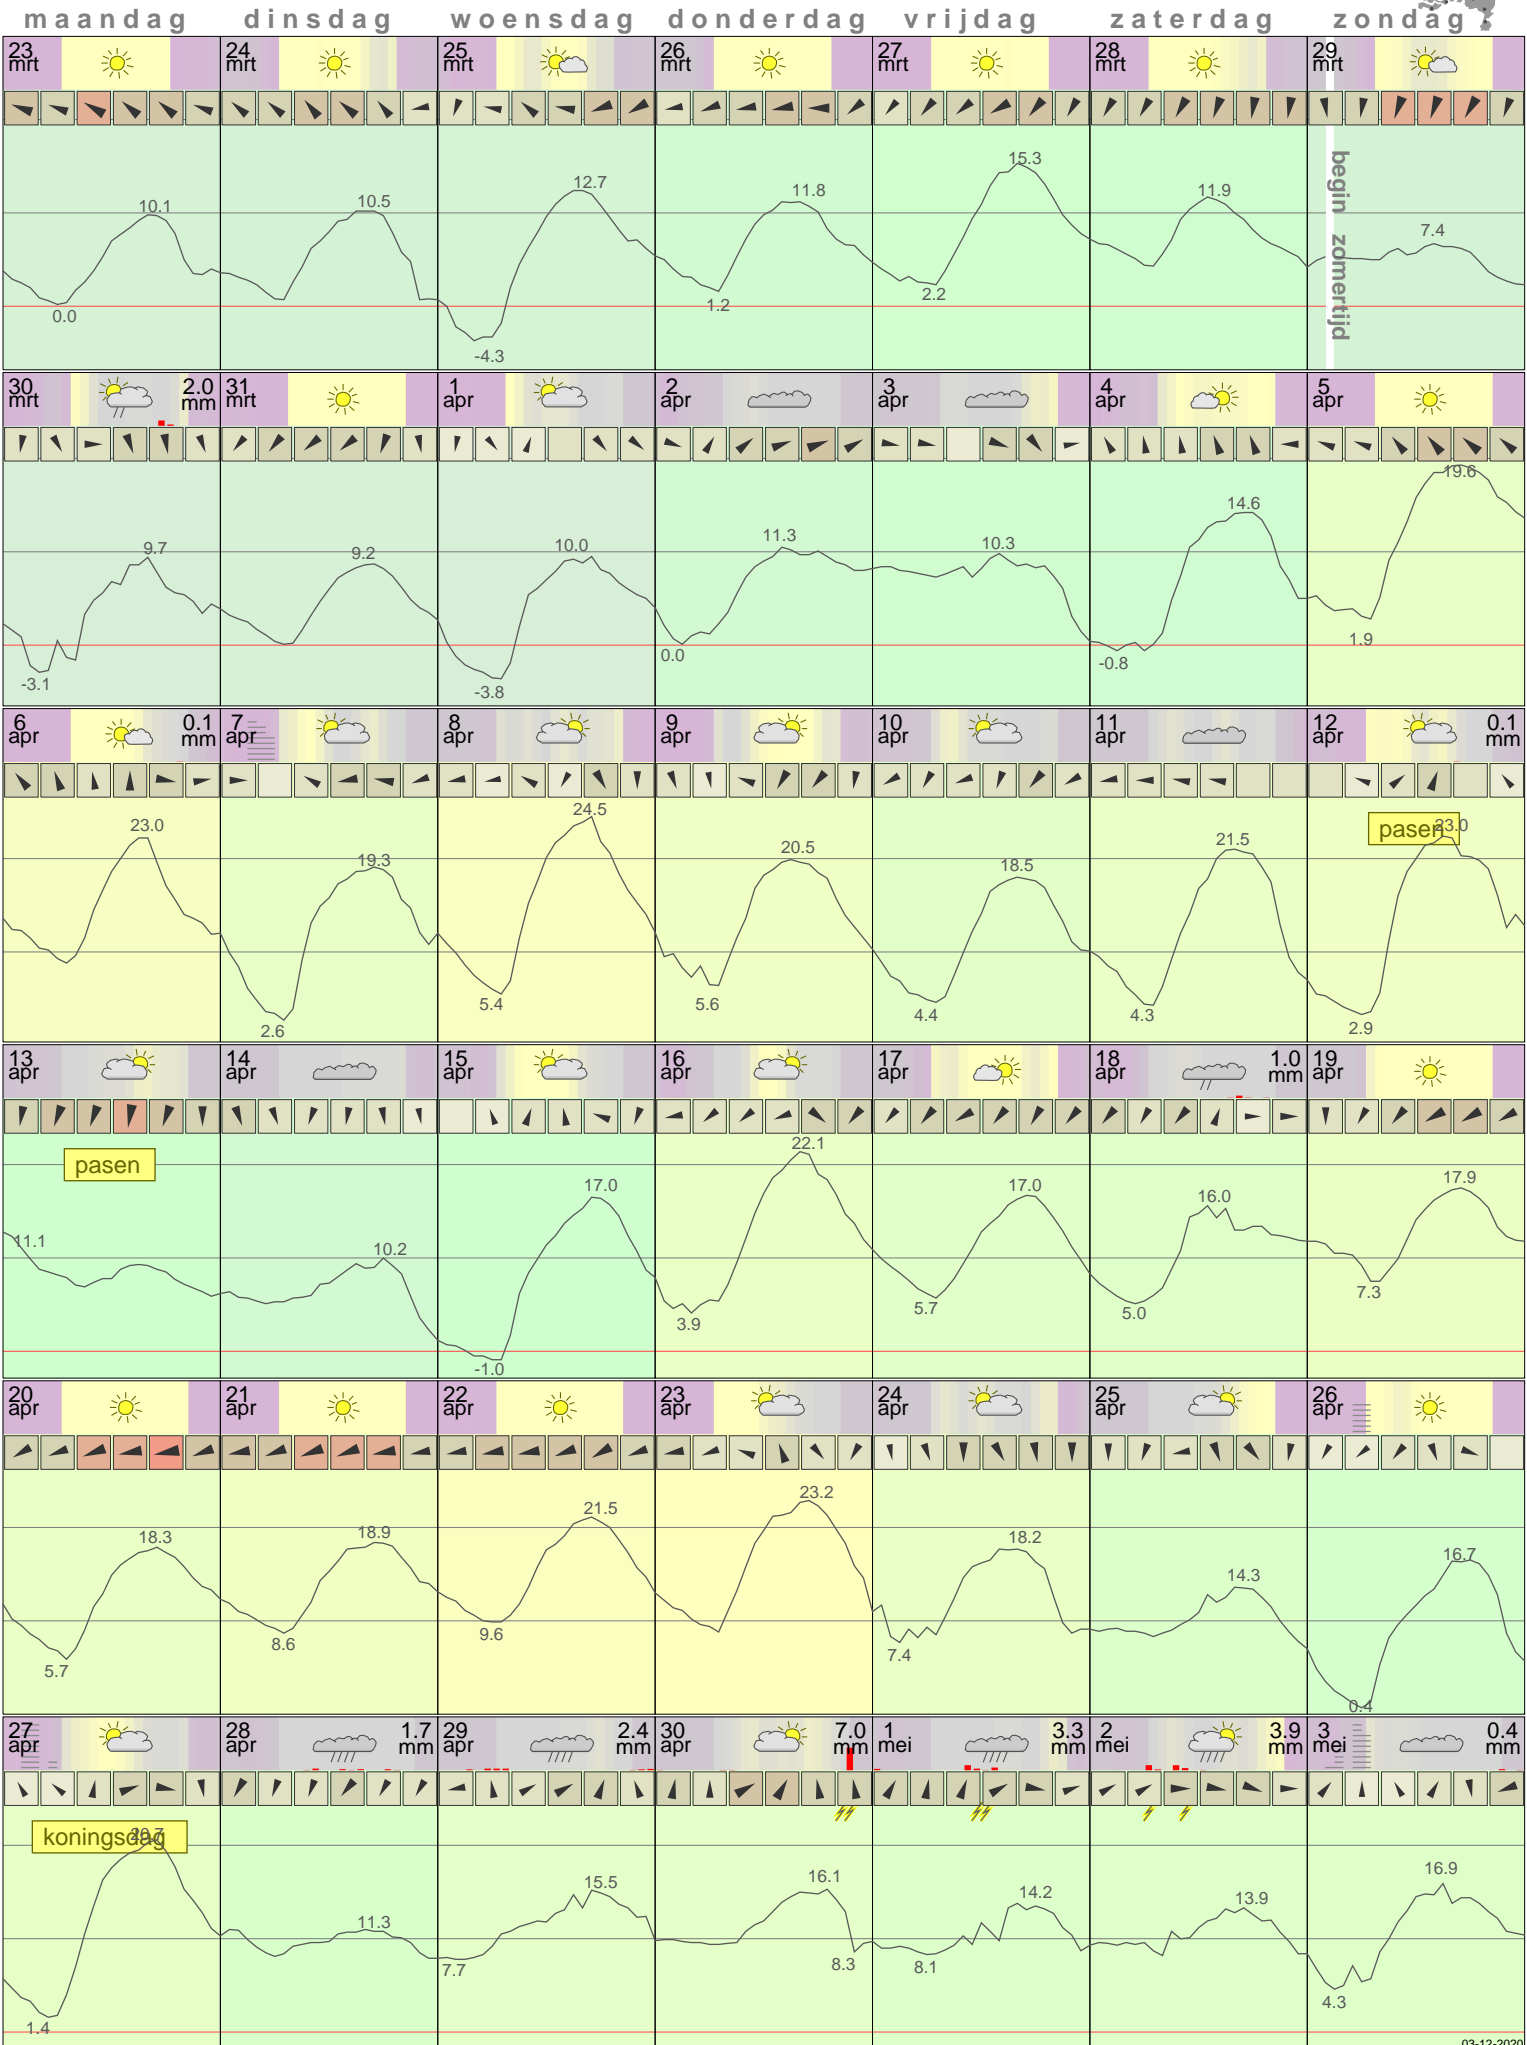 maandag dinsdag woensdag donderdag vrijdag zaterdag zondag
23 mrt 24 mrt 25 mrt 26 mrt 27 mrt 28 mrt 29 mrt
10.1 0.0 10.5 12.7 -4.3 11.8 1.2 15.3 2.2 11.9 7.4
begin zomertijd
30 mrt 2.0 mm 31 mrt 1 apr 2 apr 3 apr 4 apr 5 apr
9.7 -3.1 9.2 10.0 -3.8 11.3 0.0 10.3 14.6 -0.8 19.6 1.9
6 apr 0.1 mm 7 apr 8 apr 9 apr 10 apr 11 apr 12 apr 0.1 mm
pasen
23.0 19.3 2.6 24.5 5.4 20.5 5.6 18.5 4.4 21.5 4.3 23.0 2.9
13 apr 14 apr 15 apr 16 apr 17 apr 18 apr 1.0 mm 19 apr
pasen
11.1 10.2 17.0 -1.0 22.1 3.9 17.0 5.7 16.0 5.0 17.9 7.3
20 apr 21 apr 22 apr 23 apr 24 apr 25 apr 26 apr
18.3 5.7 18.9 8.6 21.5 9.6 23.2 18.2 7.4 14.3 16.7 0.4
27 apr 28 apr 1.7 mm 29 apr 2.4 mm 30 apr 7.0 mm 1 mei 3.3 mm 2 mei 3.9 mm 3 mei 0.4 mm
koningsdag
1.4 11.3 15.5 7.7 16.1 8.3 14.2 8.1 13.9 16.9 4.3
03-12-2020